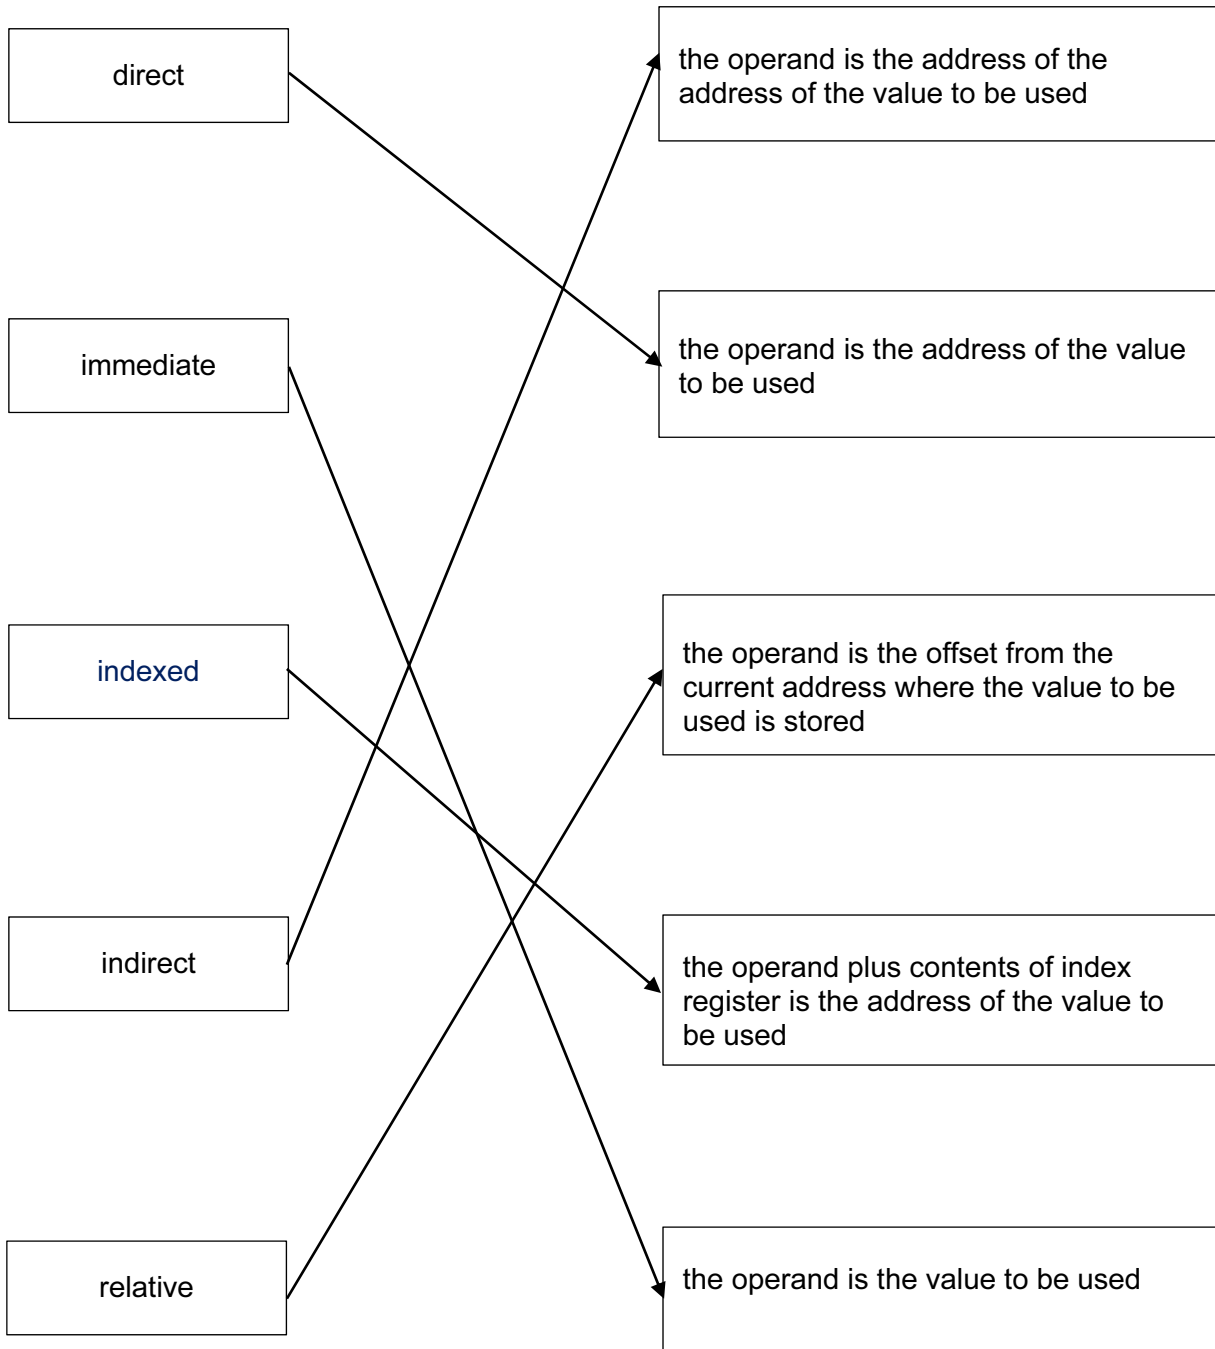 direct
the operand is the address of the
address of the value to be used
immediate
the operand is the address of the value
to be used
indexed
the operand is the offset from the
current address where the value to be
used is stored
indirect
the operand plus contents of index
register is the address of the value to
be used
relative
the operand is the value to be used